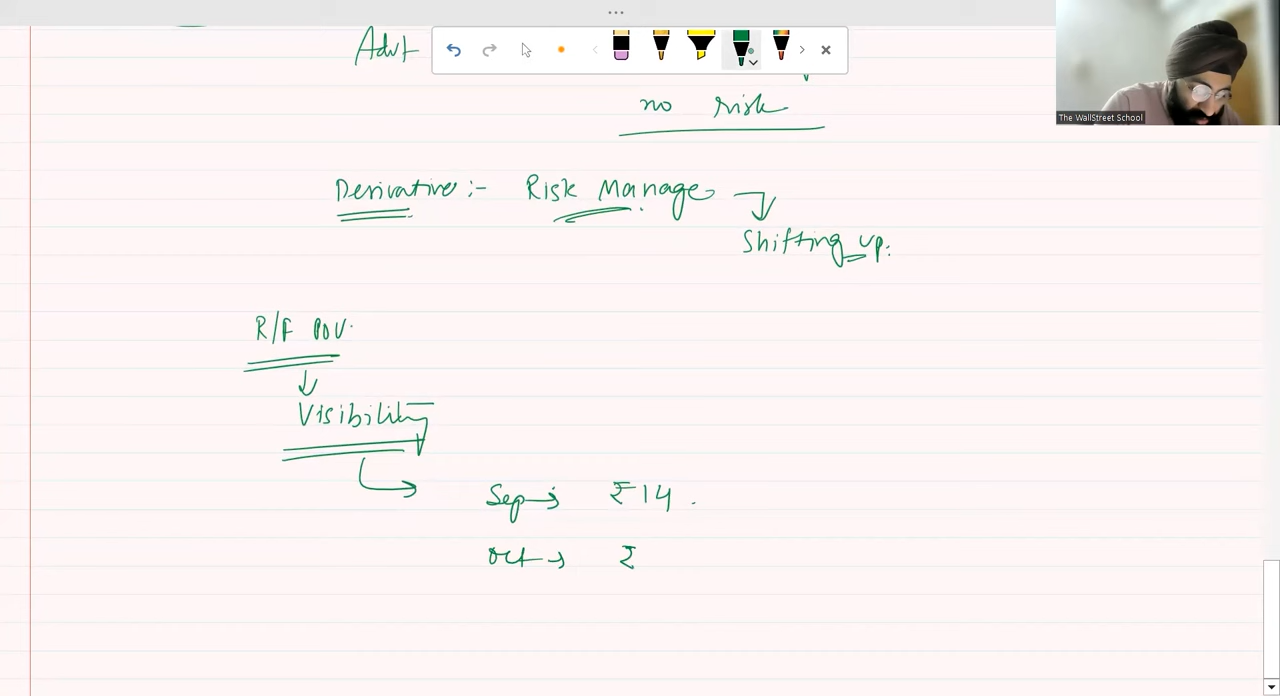 Advt
The WallStreet School
no risk
Derivative :- Risk Manage
Shifting up.
R/F POV.
Visibility
Sep → ₹14
Oct → ₹